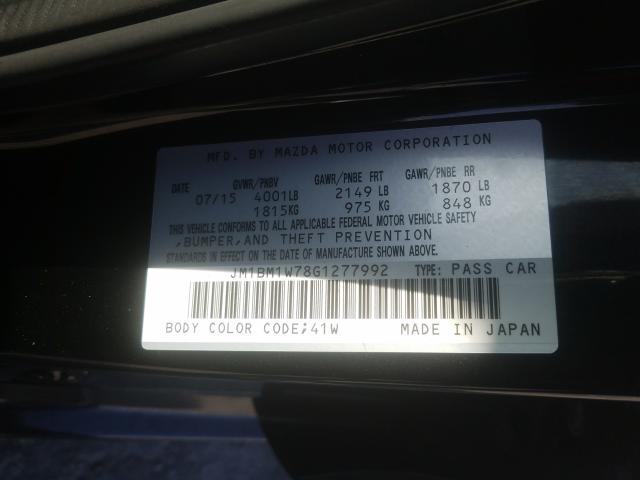 MFD. BY MAZDA MOTOR CORPORATION
DATE GVWR/PNBV GAWR/PNBE FRT GAWR/PNBE RR
07/15 4001LB 2149 LB 1870 LB
1815KG 975 KG 848 KG
THIS VEHICLE CONFORMS TO ALL APPLICABLE FEDERAL MOTOR VEHICLE SAFETY
,BUMPER,AND THEFT PREVENTION
STANDARDS IN EFFECT ON THE DATE OF MANUFACTURE SHOWN ABOVE.
JM1BM1W78G1277992 TYPE: PASS CAR
BODY COLOR CODE;41W MADE IN JAPAN